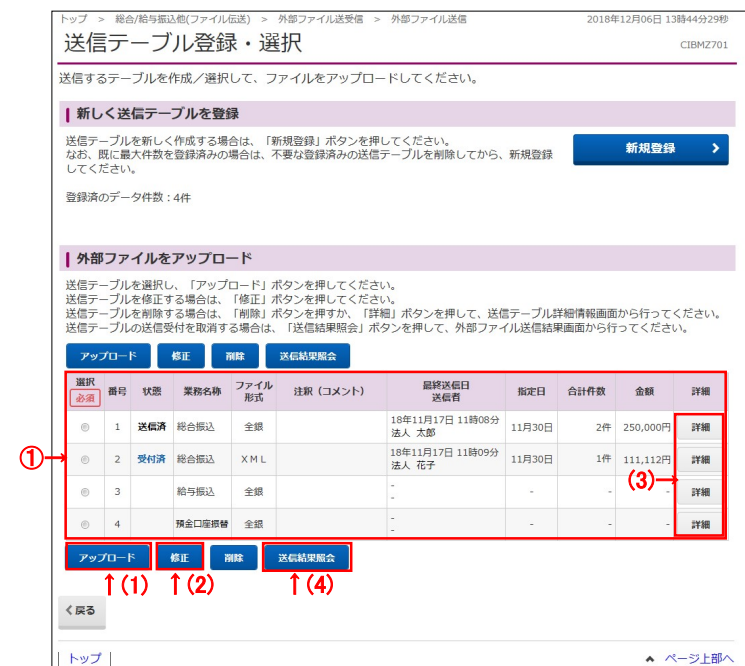 トップ > 総合/給与振込他(ファイル伝送) > 外部ファイル送受信 > 外部ファイル送信 2018年12月06日 13時44分29秒
送信テーブル登録・選択 CIBMZ701
送信するテーブルを作成／選択して、ファイルをアップロードしてください。
新しく送信テーブルを登録
送信テーブルを新しく作成する場合は、「新規登録」ボタンを押してください。
なお、既に最大件数を登録済みの場合は、不要な登録済みの送信テーブルを削除してから、新規登録
してください。
新規登録
登録済のデータ件数：4件
外部ファイルをアップロード
送信テーブルを選択し、「アップロード」ボタンを押してください。
送信テーブルを修正する場合は、「修正」ボタンを押してください。
送信テーブルを削除する場合は、「削除」ボタンを押すか、「詳細」ボタンを押して、送信テーブル詳細情報画面から行ってください。
送信テーブルの送信受付を取消する場合は、「送信結果照会」ボタンを押して、外部ファイル送信結果画面から行ってください。
アップロード 修正 削除 送信結果照会
選択 必須 番号 状態 業務名称 ファイル形式 注釈（コメント） 最終送信日 送信者 指定日 合計件数 金額 詳細
1 送信済 総合振込 全銀 18年11月17日 11時08分 法人 太郎 11月30日 2件 250,000円 詳細
① 2 受付済 総合振込 ＸＭＬ 18年11月17日 11時09分 法人 花子 11月30日 1件 111,112円 詳細
(3)
3 給与振込 全銀 - - - - - 詳細
4 預金口座振替 全銀 - - - - - 詳細
アップロード 修正 削除 送信結果照会
↑(1) ↑(2) ↑(4)
戻る
トップ ページ上部へ